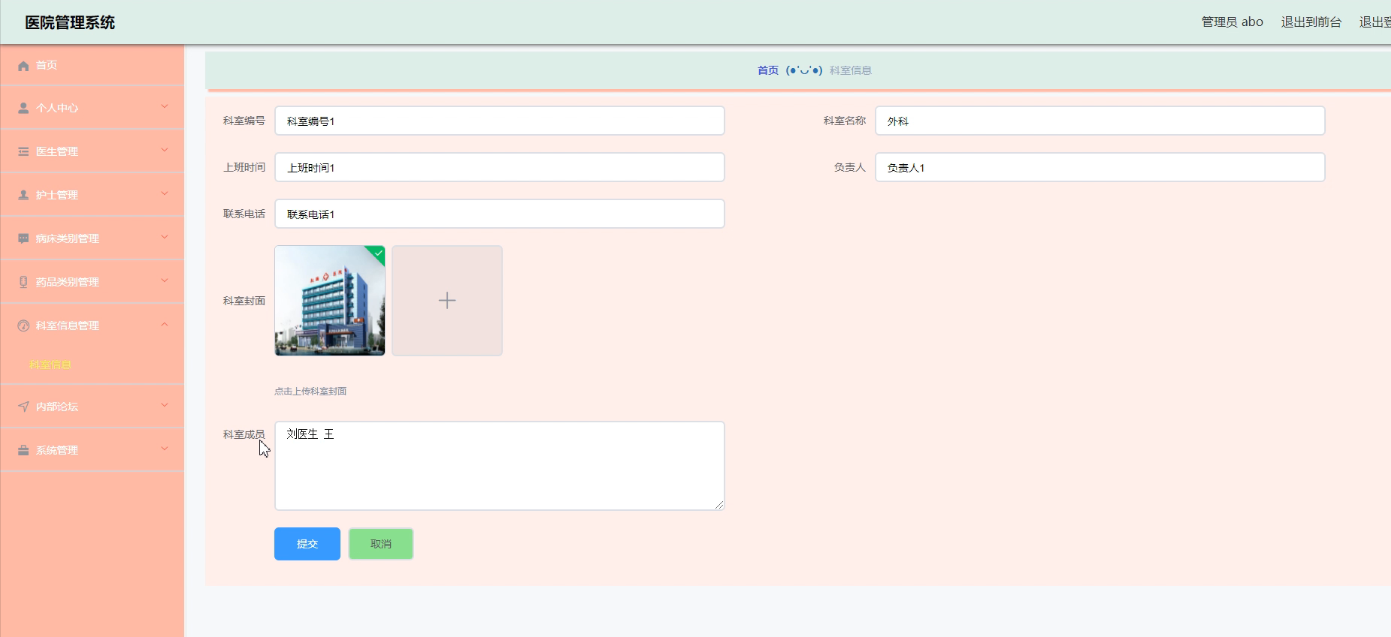 医院管理系统
管理员 abo 退出到前台 退出登
首页
个人中心
医生管理
护士管理
病床类别管理
药品类别管理
科室信息管理
科室信息
内部论坛
系统管理
首页 (●'◡'●) 科室信息
科室编号 科室编号1 科室名称 外科
上班时间 上班时间1 负责人 负责人1
联系电话 联系电话1
科室封面
点击上传科室封面
科室成员 刘医生 王
提交 取消